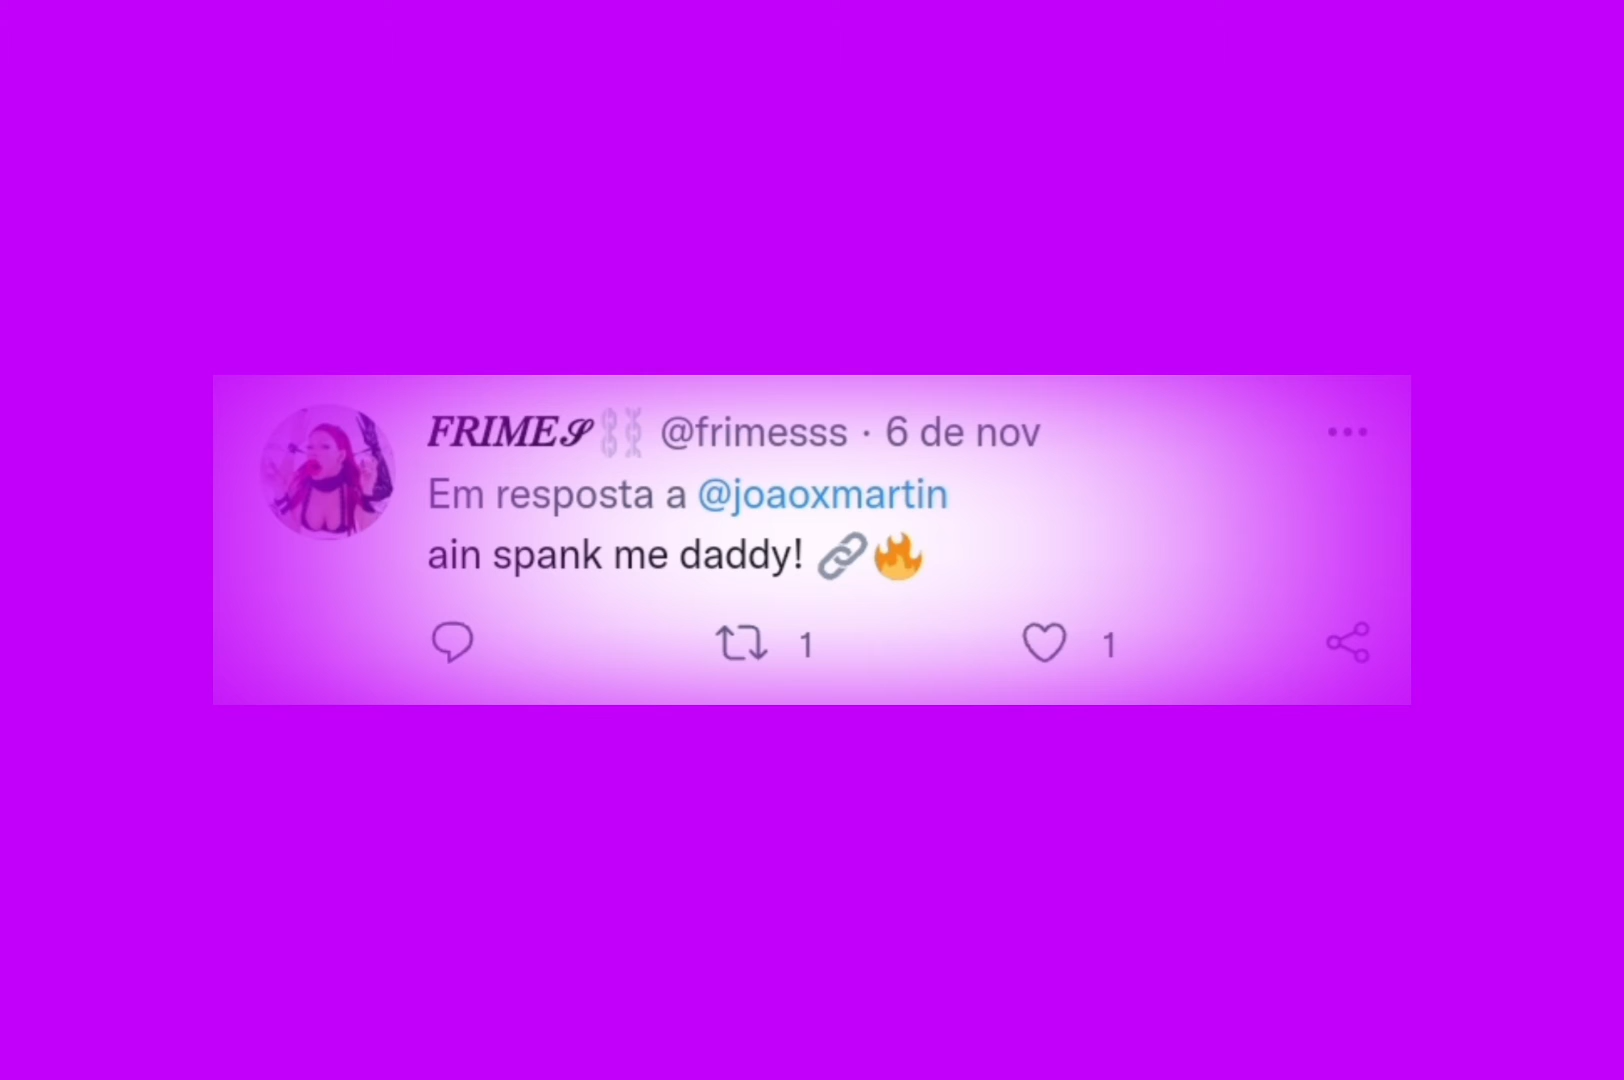 FRIME𝓢⛓⛓ @frimesss · 6 de nov
Em resposta a @joaoxmartin
ain spank me daddy! 🔗🔥
1 1